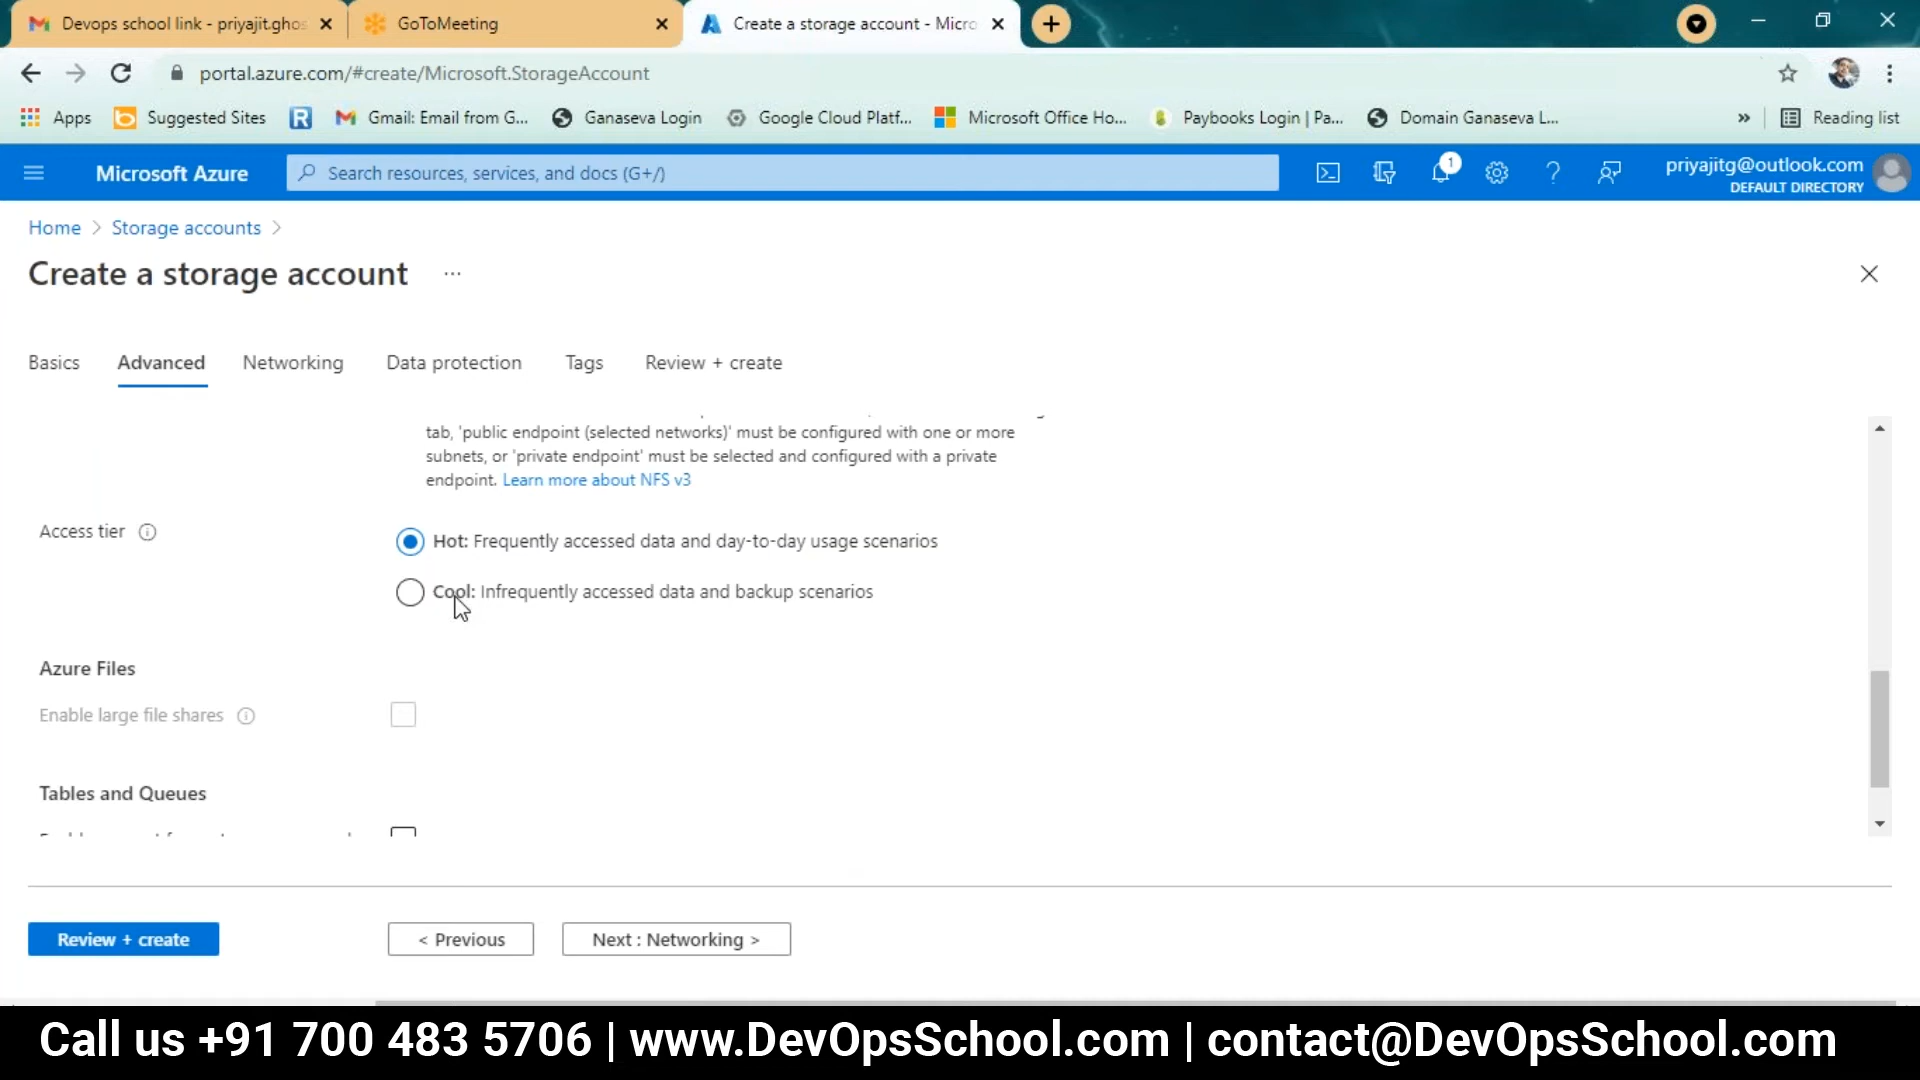 Devops school link - priyajit.ghos
GoToMeeting
Create a storage account - Micro
portal.azure.com/#create/Microsoft.StorageAccount
Apps
Suggested Sites
R
Gmail: Email from G...
Ganaseva Login
Google Cloud Platf...
Microsoft Office Ho...
Paybooks Login | Pa...
Domain Ganaseva L...
»
Reading list
Microsoft Azure
Search resources, services, and docs (G+/)
1
priyajitg@outlook.com
DEFAULT DIRECTORY
Home > Storage accounts >
Create a storage account ...
Basics
Advanced
Networking
Data protection
Tags
Review + create
tab, 'public endpoint (selected networks)' must be configured with one or more
subnets, or 'private endpoint' must be selected and configured with a private
endpoint. Learn more about NFS v3
Access tier
Hot: Frequently accessed data and day-to-day usage scenarios
Cool: Infrequently accessed data and backup scenarios
Azure Files
Enable large file shares
Tables and Queues
Review + create
< Previous
Next : Networking >
Call us +91 700 483 5706 | www.DevOpsSchool.com | contact@DevOpsSchool.com